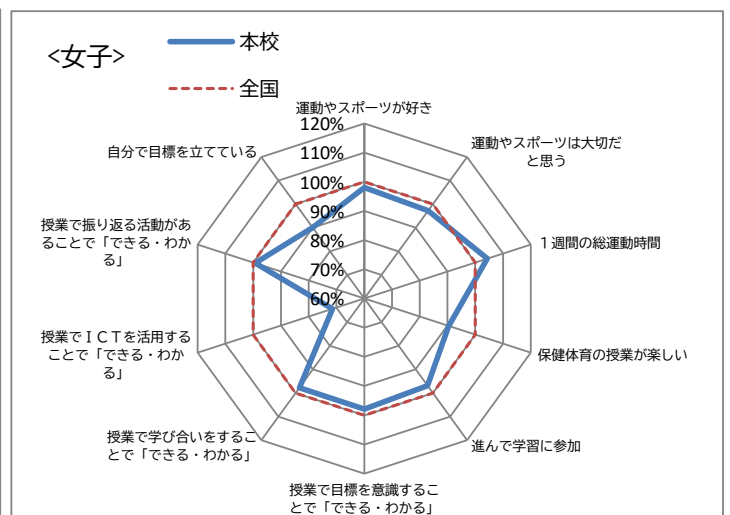 <女子>
本校
全国
運動やスポーツが好き
120%
110%
100%
90%
80%
70%
60%
運動やスポーツは大切だ
と思う
１週間の総運動時間
保健体育の授業が楽しい
進んで学習に参加
授業で目標を意識するこ
とで「できる・わかる」
授業で学び合いをするこ
とで「できる・わかる」
授業でＩＣＴを活用する
ことで「できる・わか
る」
授業で振り返る活動があ
ることで「できる・わか
る」
自分で目標を立てている